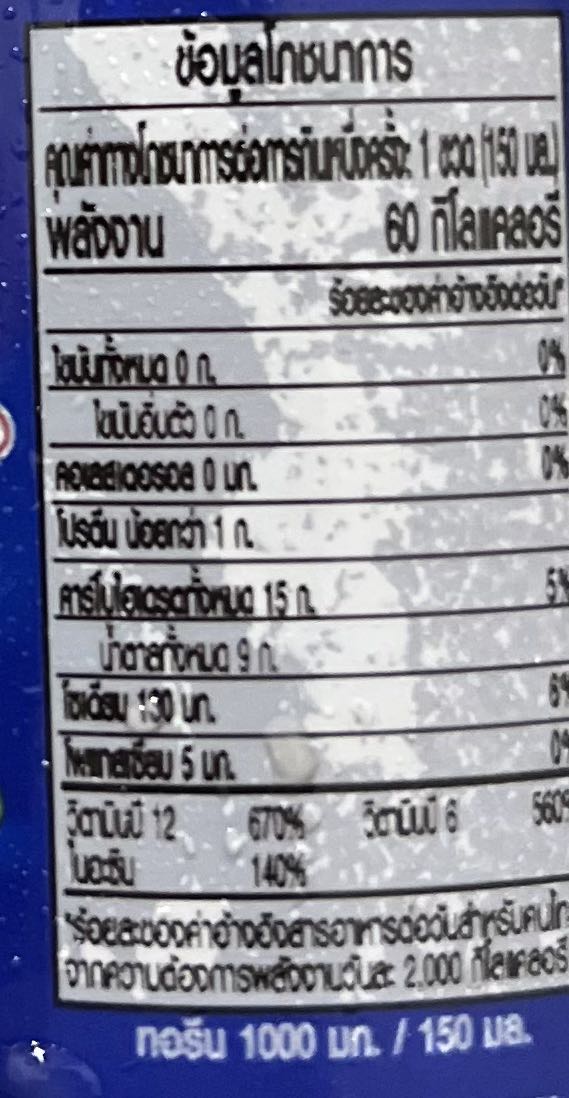 ข้อมูลโภชนาการ
คุณค่าทางโภชนาการต่อการกินหนึ่งครั้ง: 1 ขวด (150 มล.)
พลังงาน 60 กิโลแคลอรี
ร้อยละของค่าอ้างอิงต่อวัน*
ไขมันทั้งหมด 0 ก. 0%
ไขมันอิ่มตัว 0 ก. 0%
คอเลสเตอรอล 0 มก. 0%
โปรตีน น้อยกว่า 1 ก.
คาร์โบไฮเดรตทั้งหมด 15 ก. 5%
น้ำตาลทั้งหมด 9 ก.
โซเดียม มก.
โพแทสเซียม 5 มก. 0%
วิตามินบี 12 670% วิตามินบี 6 560%
ไนอะซิน 140%
*ร้อยละของค่าอ้างอิงสารอาหารต่อวันสำหรับคนไท
จากความต้องการพลังงานวันละ 2,000 กิโลแคลอรี
ทอรีน 1000 มก. / 150 มล.